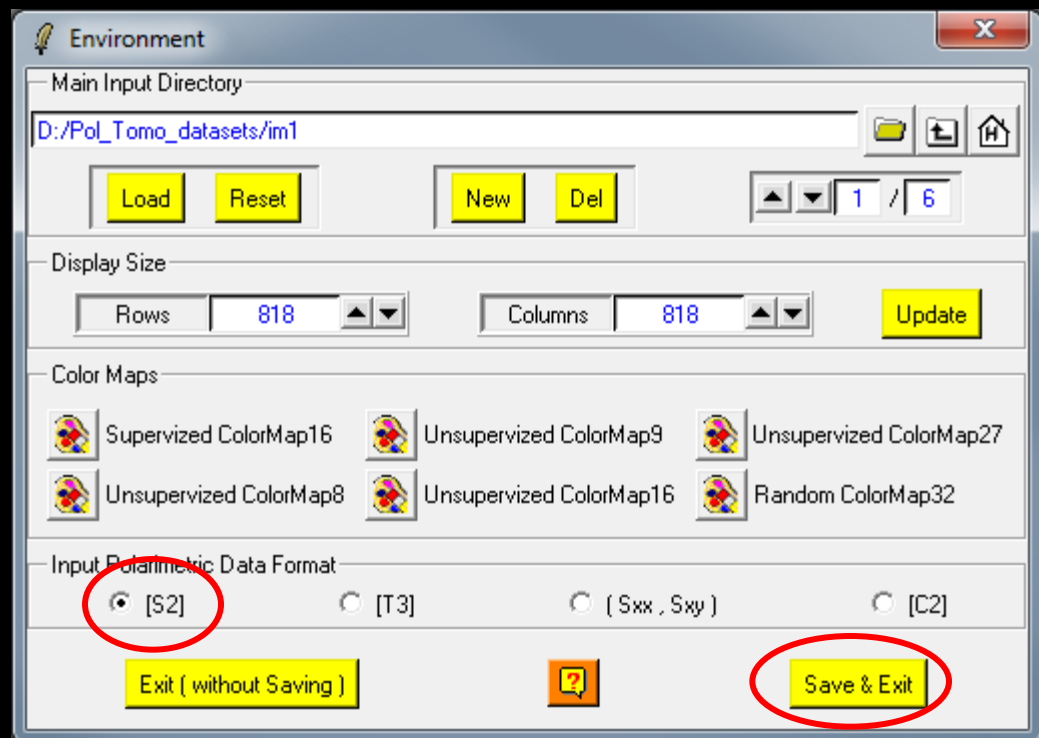 Environment
Main Input Directory
D:/Pol_Tomo_datasets/im1
Load Reset New Del 1 / 6
Display Size
Rows 818 Columns 818 Update
Color Maps
Supervized ColorMap16 Unsupervized ColorMap9 Unsupervized ColorMap27
Unsupervized ColorMap8 Unsupervized ColorMap16 Random ColorMap32
Input Polarimetric Data Format
[S2] [T3] ( Sxx , Sxy ) [C2]
Exit ( without Saving ) ? Save & Exit